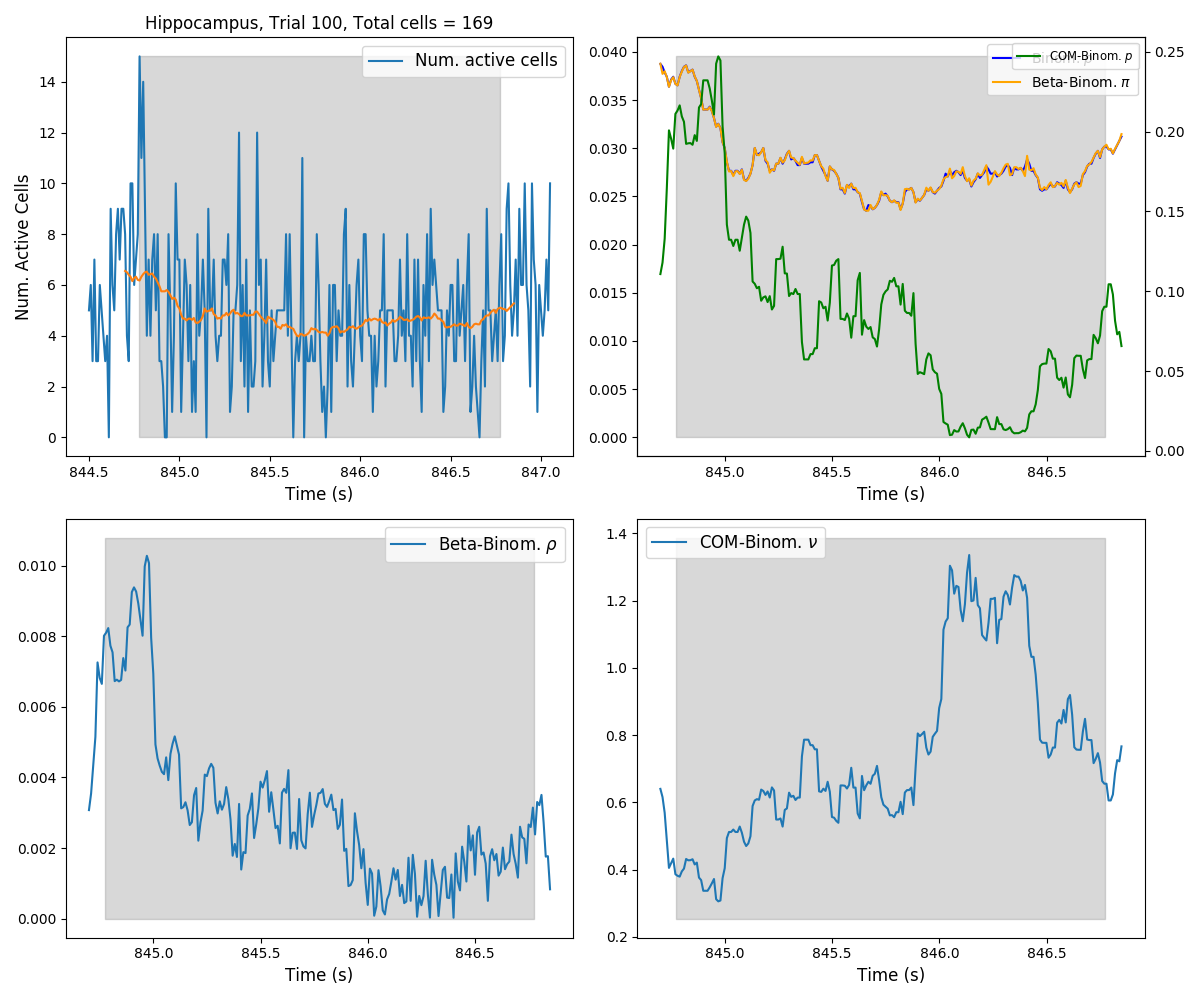 Hippocampus, Trial 100, Total cells = 169
Num. active cells
14
12
10
8
6
4
2
0
Num. Active Cells
844.5 845.0 845.5 846.0 846.5 847.0
Time (s)
COM-Binom. p
Beta-Binom. π
0.040
0.035
0.030
0.025
0.020
0.015
0.010
0.005
0.000
0.25
0.20
0.15
0.10
0.05
0.00
845.0 845.5 846.0 846.5
Time (s)
Beta-Binom. ρ
0.010
0.008
0.006
0.004
0.002
0.000
845.0 845.5 846.0 846.5
Time (s)
COM-Binom. ν
1.4
1.2
1.0
0.8
0.6
0.4
0.2
845.0 845.5 846.0 846.5
Time (s)